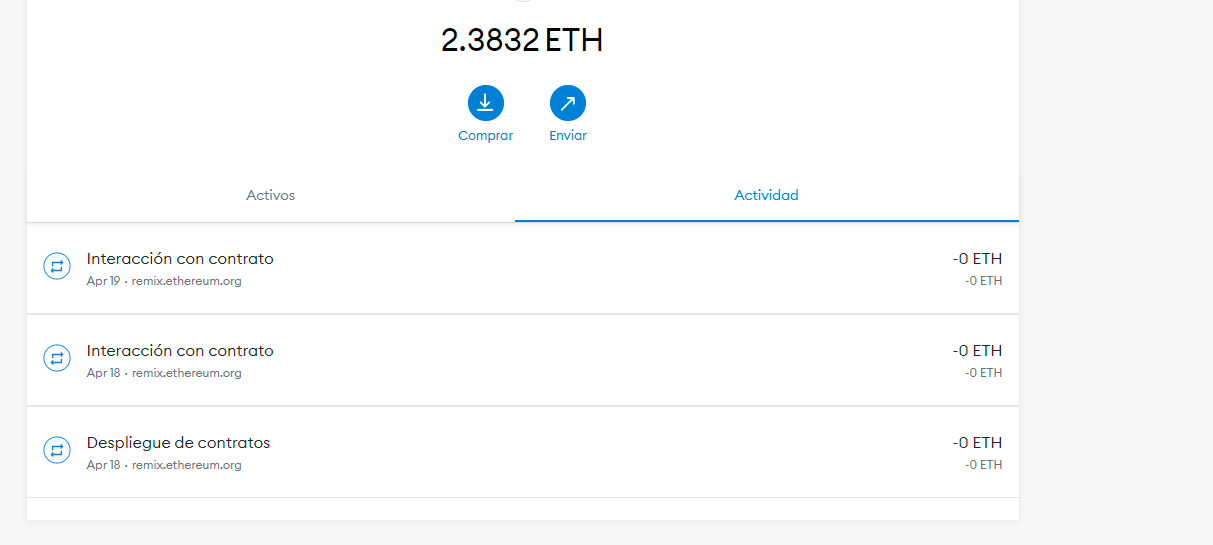 2.3832 ETH
Comprar
Enviar
Activos
Actividad
Interacción con contrato
-0 ETH
Apr 19 · remix.ethereum.org
-0 ETH
Interacción con contrato
-0 ETH
Apr 18 · remix.ethereum.org
-0 ETH
Despliegue de contratos
-0 ETH
Apr 18 · remix.ethereum.org
-0 ETH